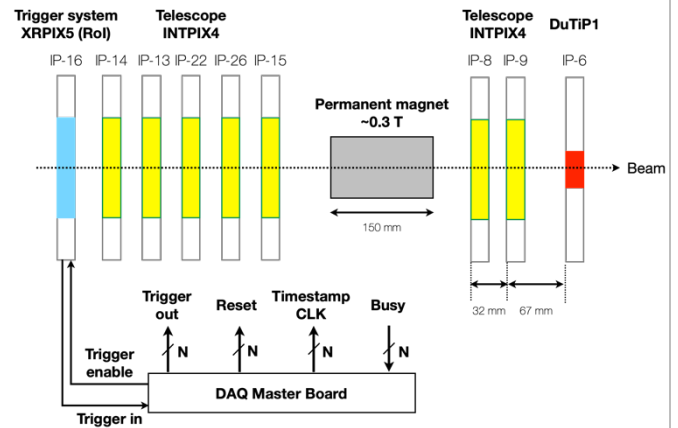 Trigger system
XRPIX5 (RoI)
Telescope
INTPIX4
Telescope
INTPIX4
DuTiP1
IP-16
IP-14
IP-13
IP-22
IP-26
IP-15
IP-8
IP-9
IP-6
Permanent magnet
~0.3 T
Beam
150 mm
32 mm
67 mm
Trigger
out
Reset
Timestamp
CLK
Busy
N
N
N
N
Trigger
enable
DAQ Master Board
Trigger in